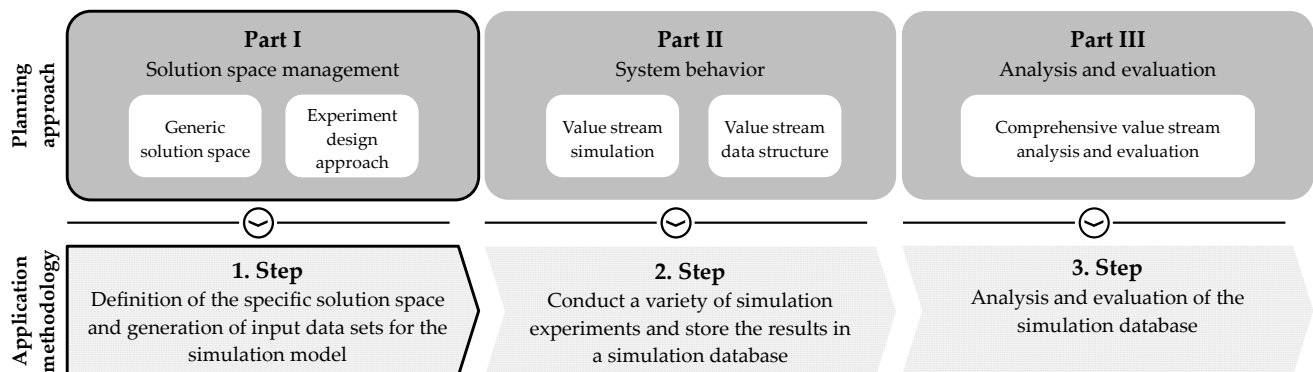 Planning
approach
Part I
Solution space management
Generic
solution space
Experiment
design
approach
Part II
System behavior
Value stream
simulation
Value stream
data structure
Part III
Analysis and evaluation
Comprehensive value stream
analysis and evaluation
Application
methodology
1. Step
Definition of the specific solution space
and generation of input data sets for the
simulation model
2. Step
Conduct a variety of simulation
experiments and store the results in
a simulation database
3. Step
Analysis and evaluation of the
simulation database